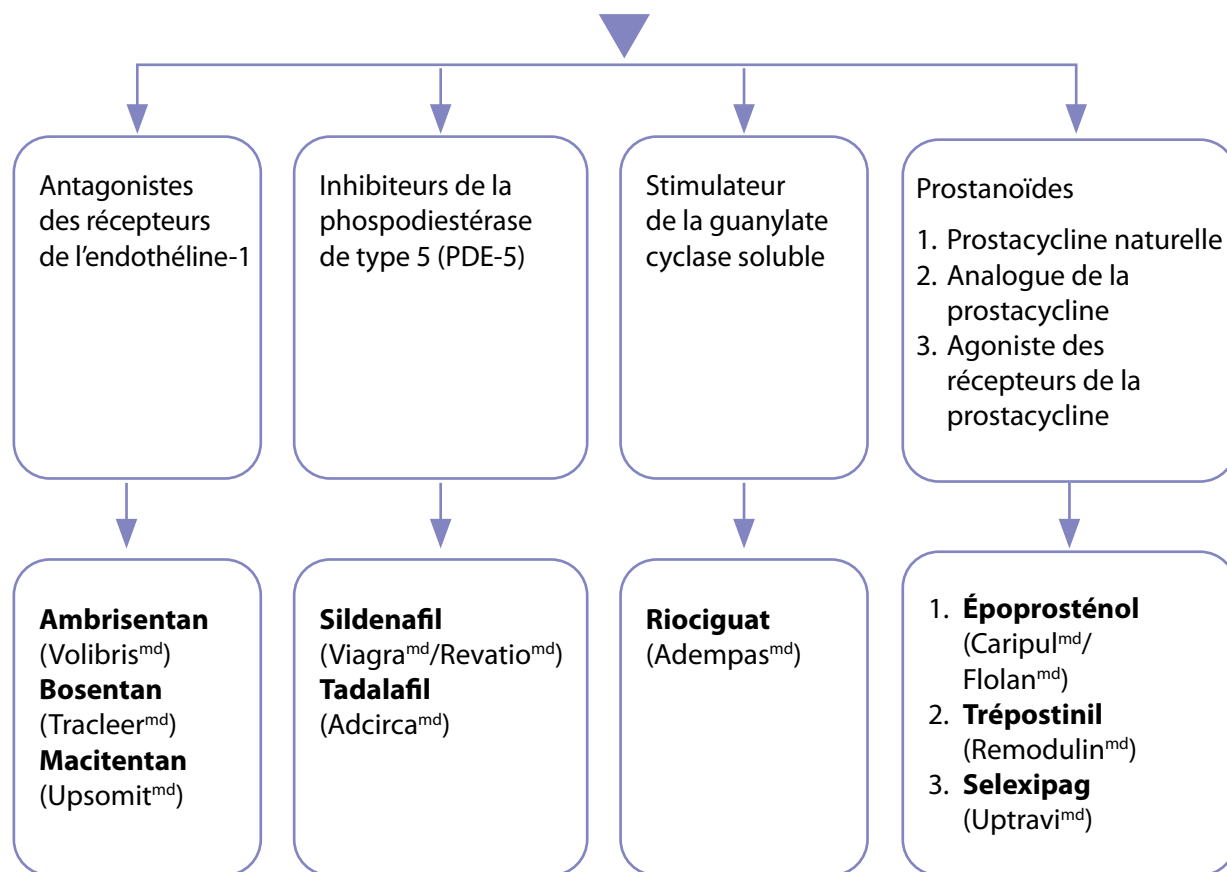 Antagonistes
des récepteurs
de l’endothéline-1
Inhibiteurs de la
phospodiestérase
de type 5 (PDE-5)
Stimulateur
de la guanylate
cyclase soluble
Prostanoïdes
1. Prostacycline naturelle
2. Analogue de la
prostacycline
3. Agoniste des
récepteurs de la
prostacycline
Ambrisentan
(Volibrismd)
Bosentan
(Tracleermd)
Macitentan
(Upsomitmd)
Sildenafil
(Viagramd/Revatiomd)
Tadalafil
(Adcircamd)
Riociguat
(Adempasmd)
1. Époprosténol
(Caripulmd/
Flolanmd)
2. Trépostinil
(Remodulinmd)
3. Selexipag
(Uptravimd)